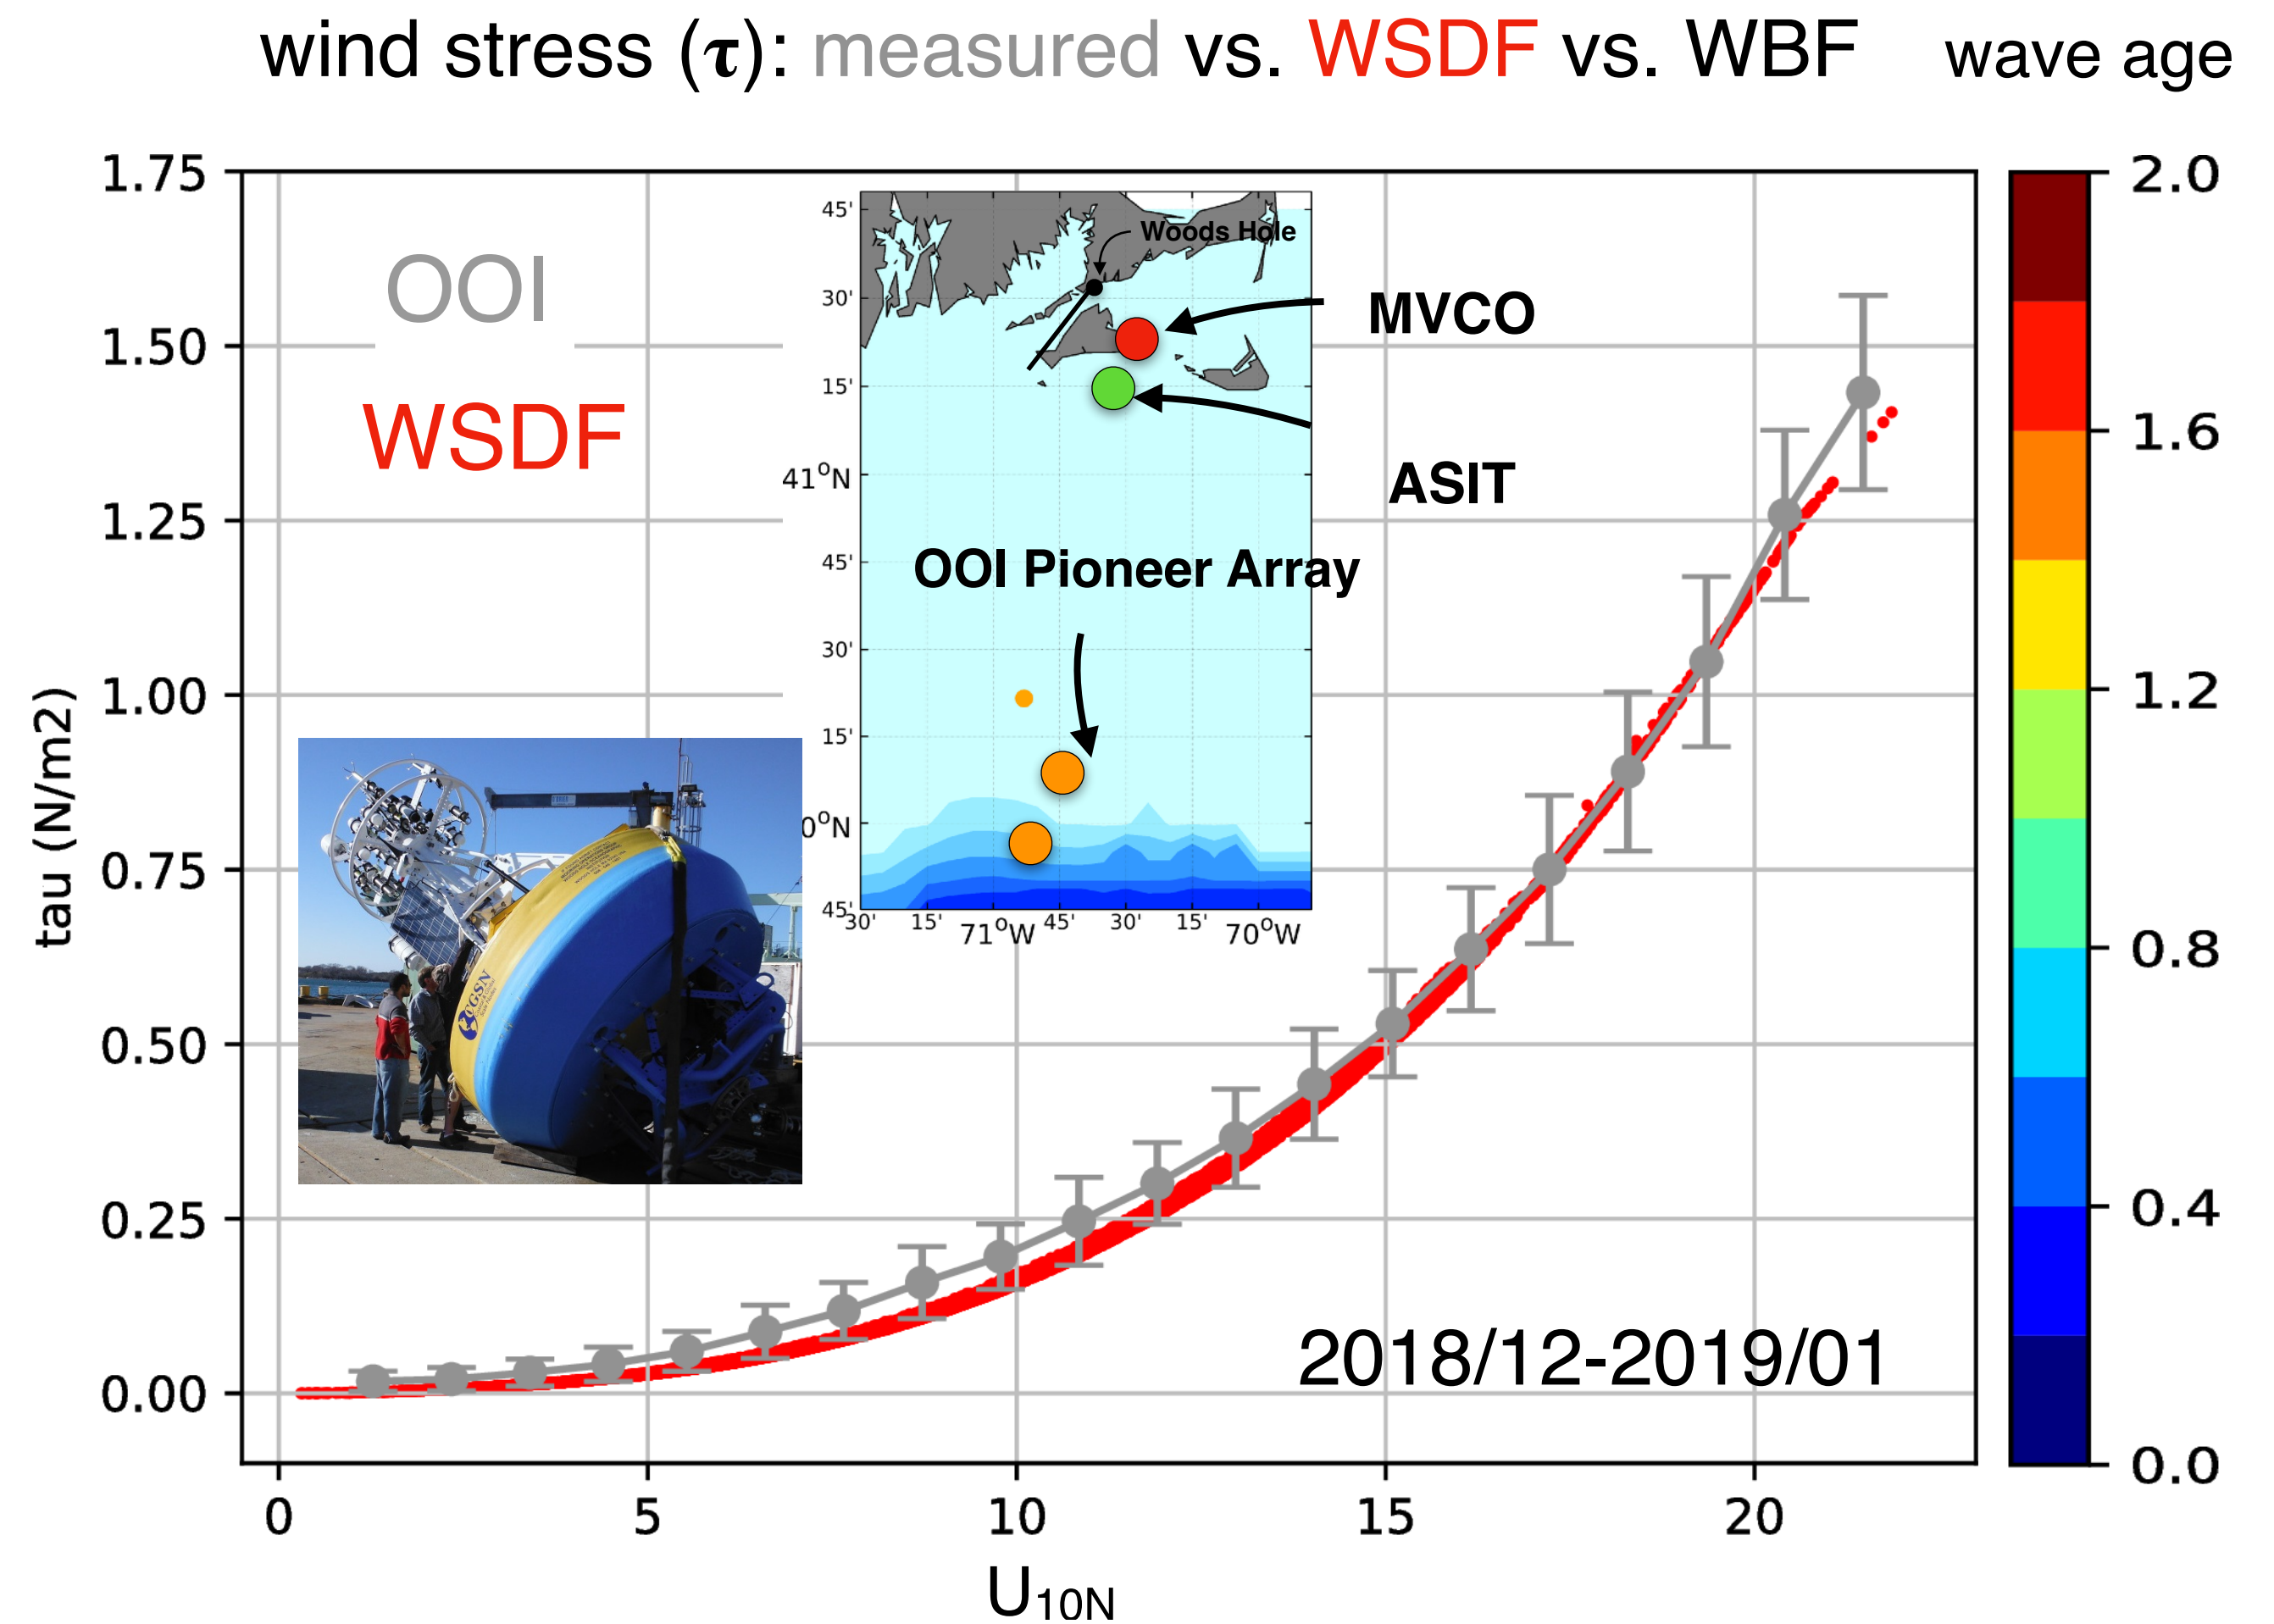 wind stress (τ): measured vs. WSDF vs. WBF
wave age
1.75
1.50
1.25
1.00
0.75
0.50
0.25
0.00
tau (N/m2)
0
5
10
15
20
U10N
OOI
WSDF
45'
30'
15'
41°N
45'
30'
15'
0°N
45'
30'
15'
71°W
45'
30'
15'
70°W
Woods Hole
MVCO
ASIT
OOI Pioneer Array
CGSN
2018/12-2019/01
2.0
1.6
1.2
0.8
0.4
0.0